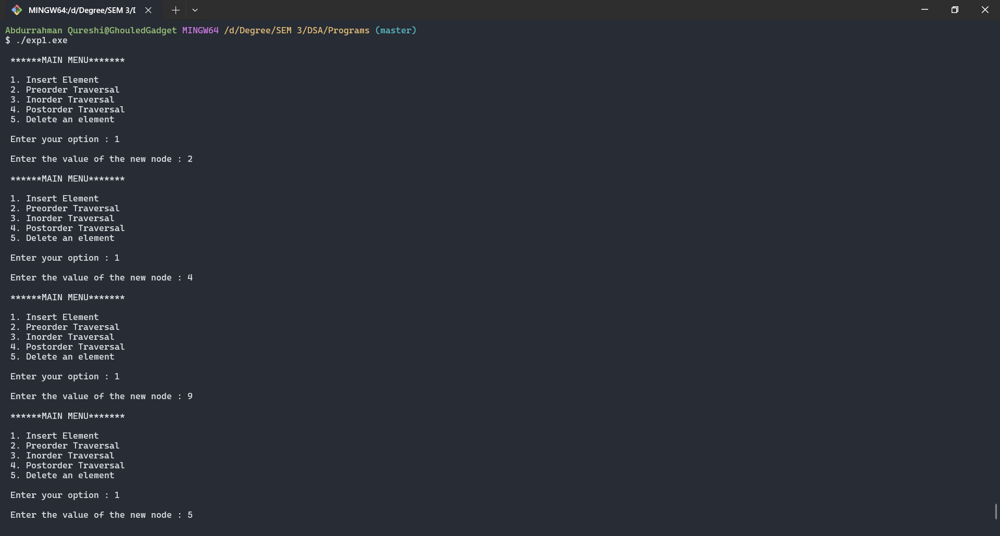 MINGW64:/d/Degree/SEM 3/D
Abdurrahman Qureshi@GhouledGadget MINGW64 /d/Degree/SEM 3/DSA/Programs (master)
$ ./exp1.exe
******MAIN MENU*******
1. Insert Element
2. Preorder Traversal
3. Inorder Traversal
4. Postorder Traversal
5. Delete an element
Enter your option : 1
Enter the value of the new node : 2
******MAIN MENU*******
1. Insert Element
2. Preorder Traversal
3. Inorder Traversal
4. Postorder Traversal
5. Delete an element
Enter your option : 1
Enter the value of the new node : 4
******MAIN MENU*******
1. Insert Element
2. Preorder Traversal
3. Inorder Traversal
4. Postorder Traversal
5. Delete an element
Enter your option : 1
Enter the value of the new node : 9
******MAIN MENU*******
1. Insert Element
2. Preorder Traversal
3. Inorder Traversal
4. Postorder Traversal
5. Delete an element
Enter your option : 1
Enter the value of the new node : 5